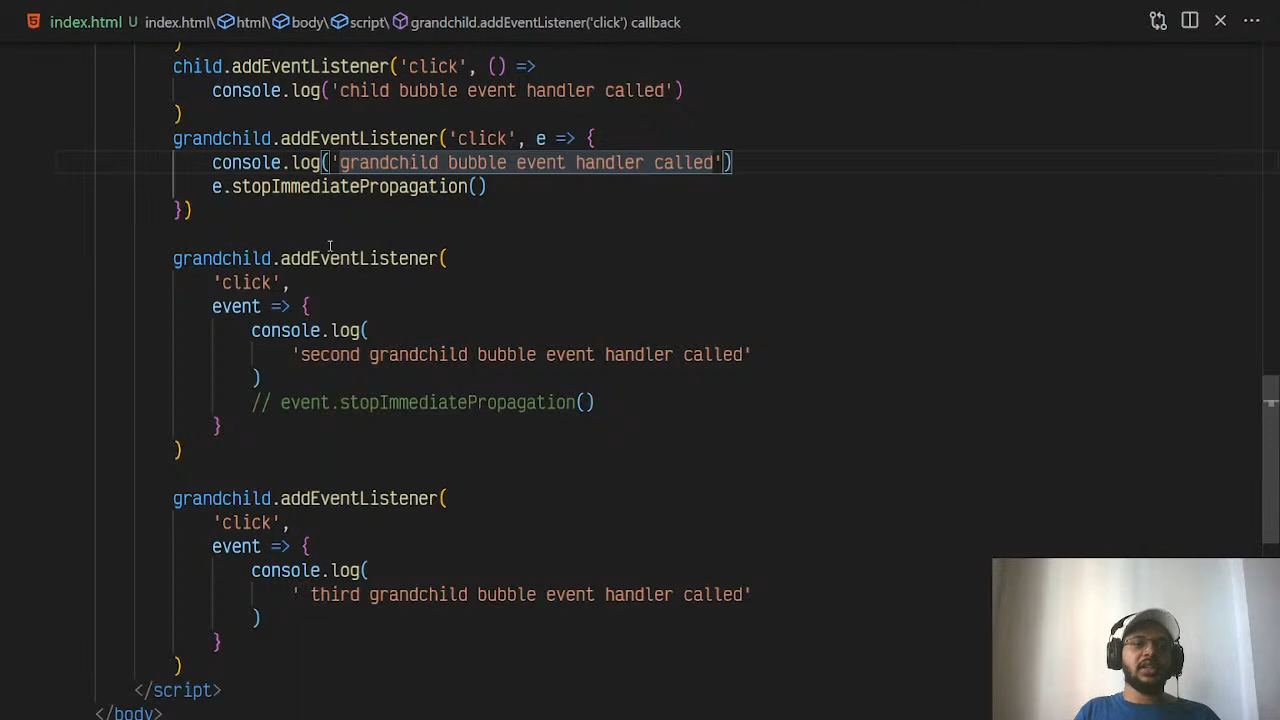 index.html U index.html\html\body\script\grandchild.addEventListener('click') callback
)
child.addEventListener('click', () =>
console.log('child bubble event handler called')
)
grandchild.addEventListener('click', e => {
console.log('grandchild bubble event handler called')
e.stopImmediatePropagation()
})
grandchild.addEventListener(
'click',
event => {
console.log(
'second grandchild bubble event handler called'
)
// event.stopImmediatePropagation()
}
)
grandchild.addEventListener(
'click',
event => {
console.log(
' third grandchild bubble event handler called'
)
}
)
</script>
</body>